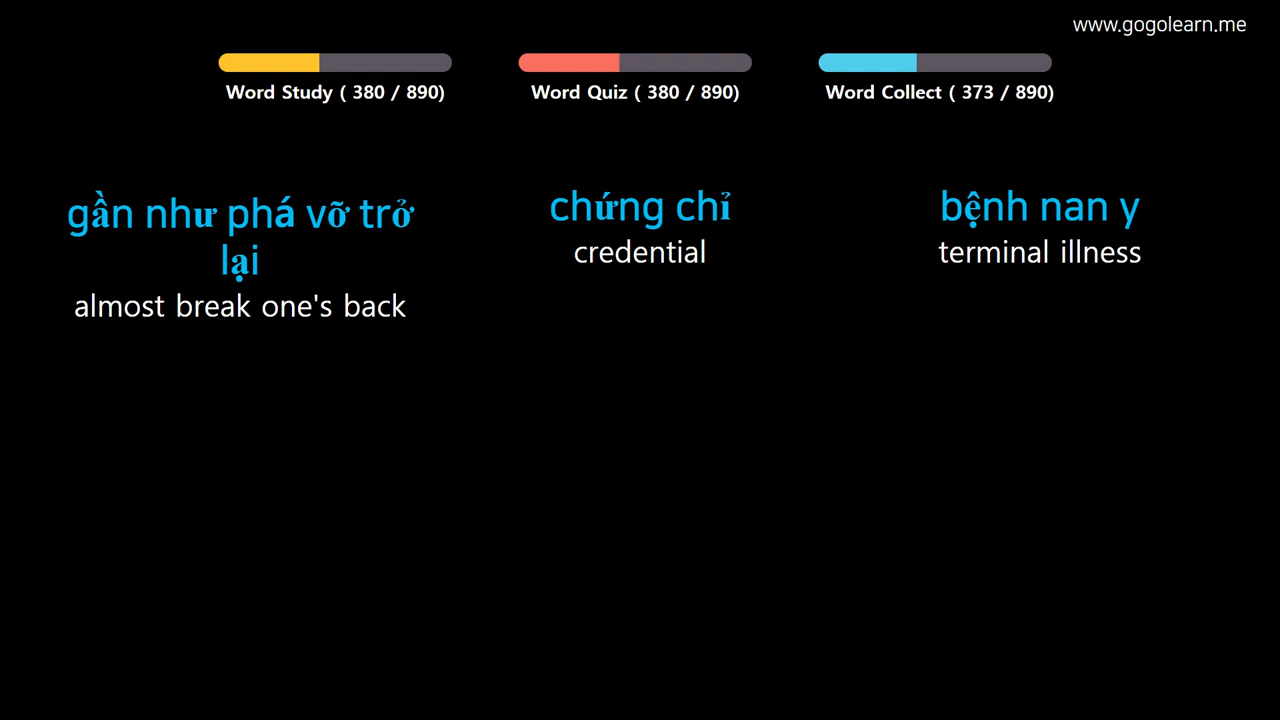 www.gogolearn.me
Word Study ( 380 / 890)
Word Quiz ( 380 / 890)
Word Collect ( 373 / 890)
gần như phá vỡ trở
lại
almost break one's back
chứng chỉ
credential
bệnh nan y
terminal illness